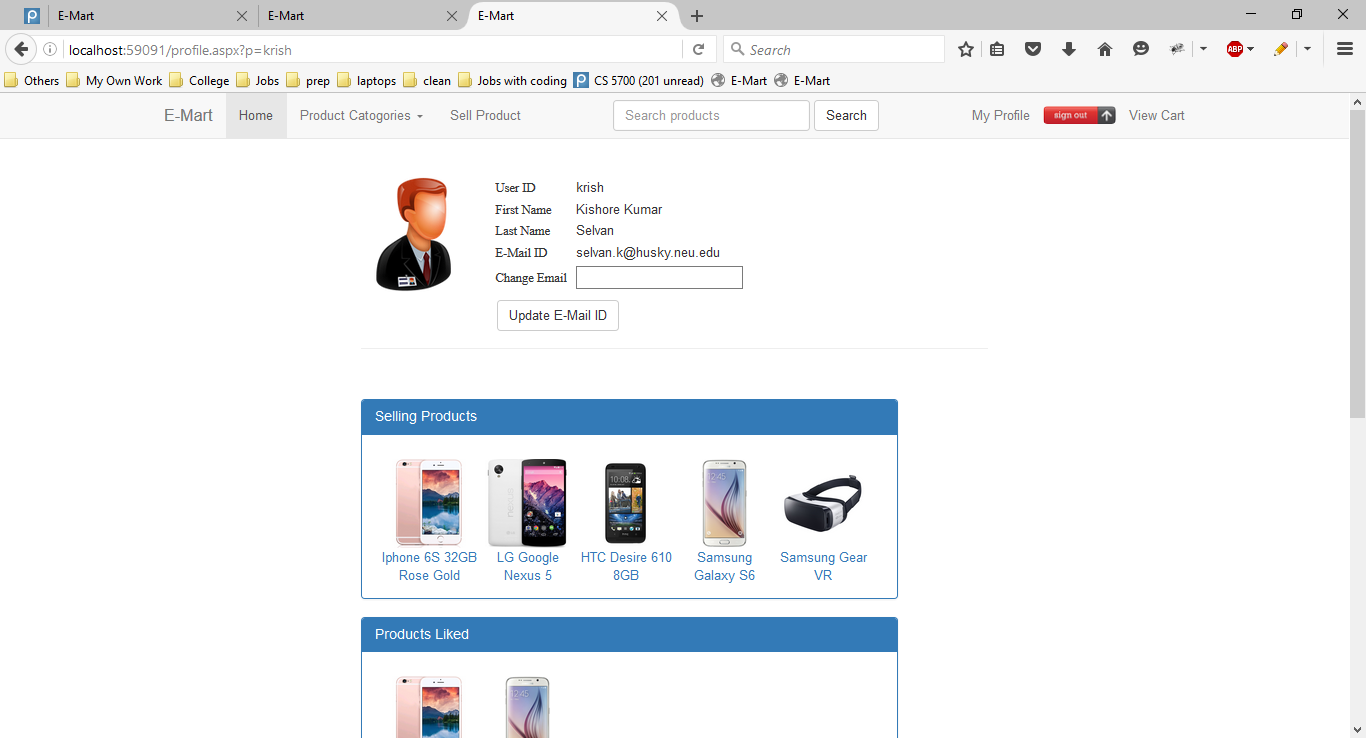 E-Mart E-Mart E-Mart
localhost:59091/profile.aspx?p=krish Search ABP
Others My Own Work College Jobs prep laptops clean Jobs with coding CS 5700 (201 unread) E-Mart E-Mart
E-Mart Home Product Catogories Sell Product Search products Search My Profile sign out View Cart
User ID krish
First Name Kishore Kumar
Last Name Selvan
E-Mail ID selvan.k@husky.neu.edu
Change Email
Update E-Mail ID
Selling Products
Iphone 6S 32GB LG Google HTC Desire 610 Samsung Samsung Gear
Rose Gold Nexus 5 8GB Galaxy S6 VR
Products Liked